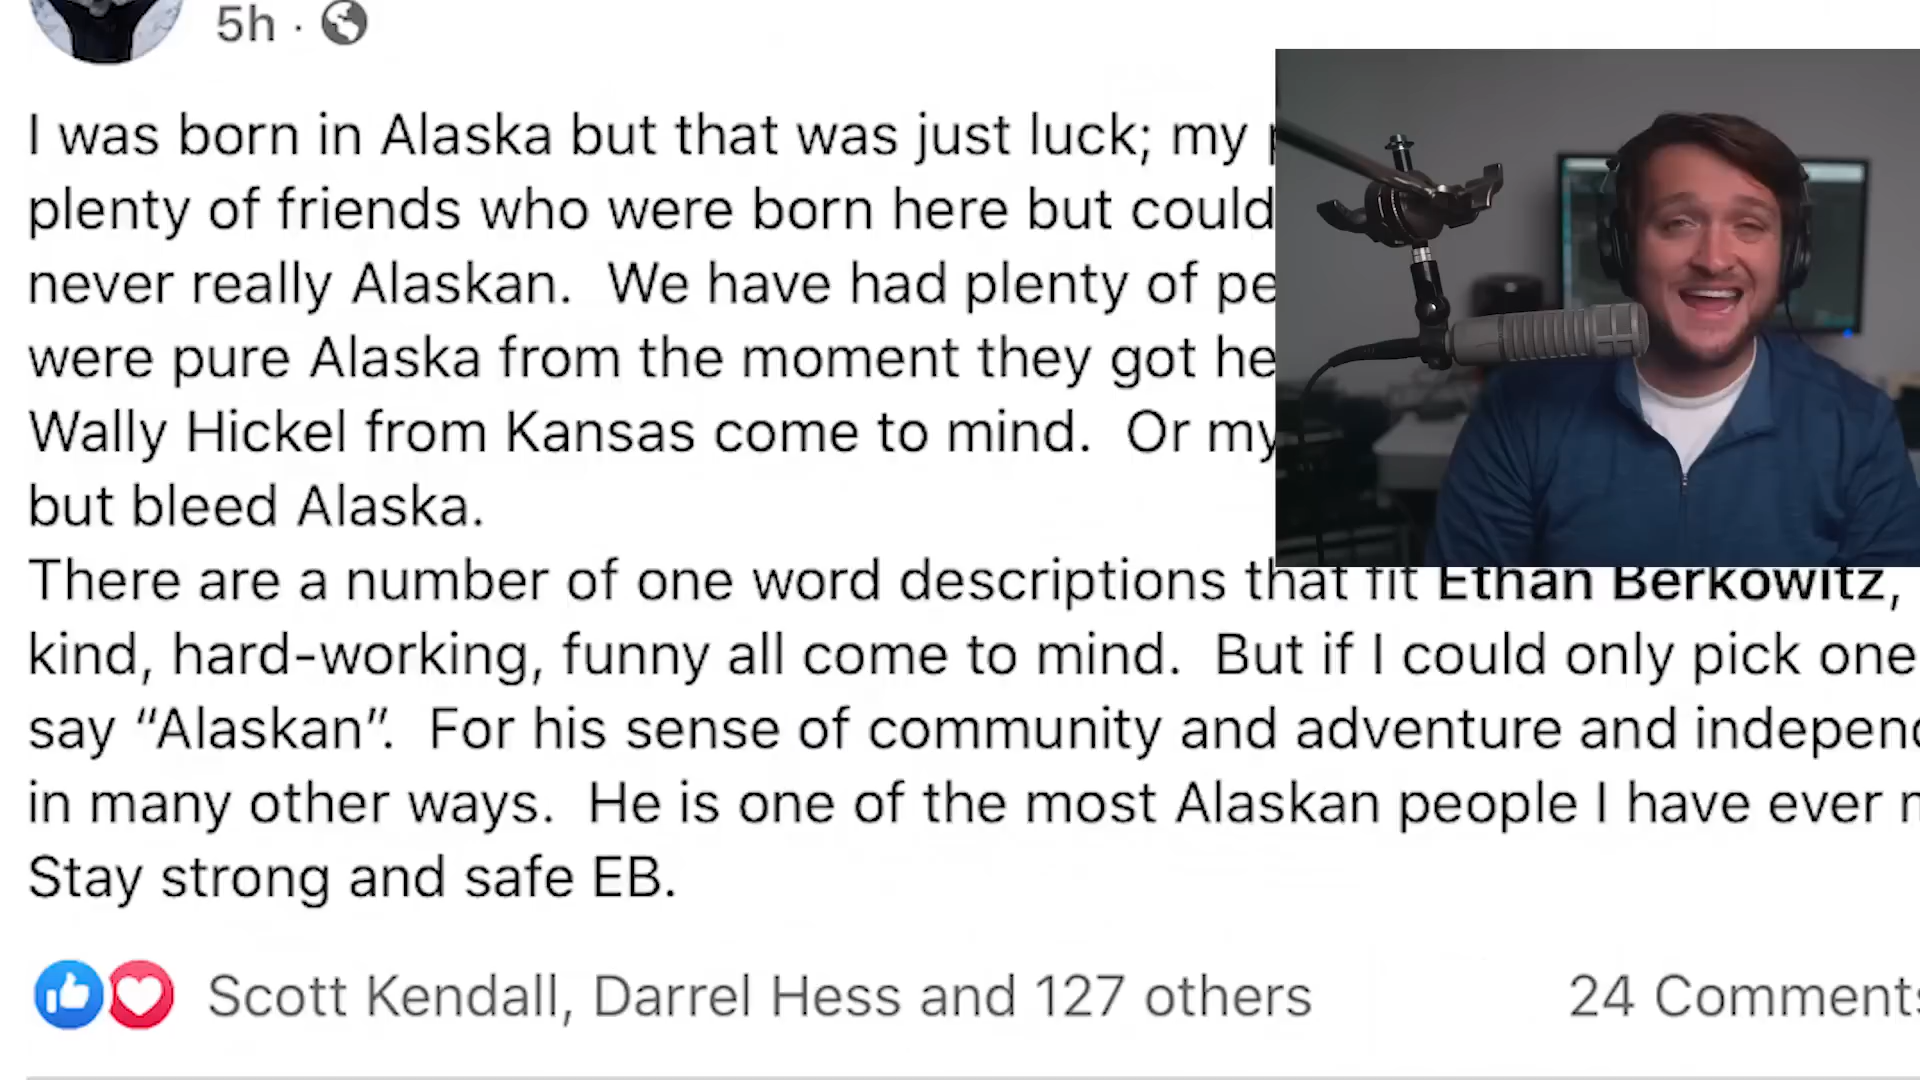 5h ·
I was born in Alaska but that was just luck; my
plenty of friends who were born here but could
never really Alaskan. We have had plenty of pe
were pure Alaska from the moment they got he
Wally Hickel from Kansas come to mind. Or my
but bleed Alaska.
There are a number of one word descriptions that fit Ethan Berkowitz,
kind, hard-working, funny all come to mind. But if I could only pick one
say “Alaskan”. For his sense of community and adventure and independ
in many other ways. He is one of the most Alaskan people I have ever
Stay strong and safe EB.
Scott Kendall, Darrel Hess and 127 others
24 Comments